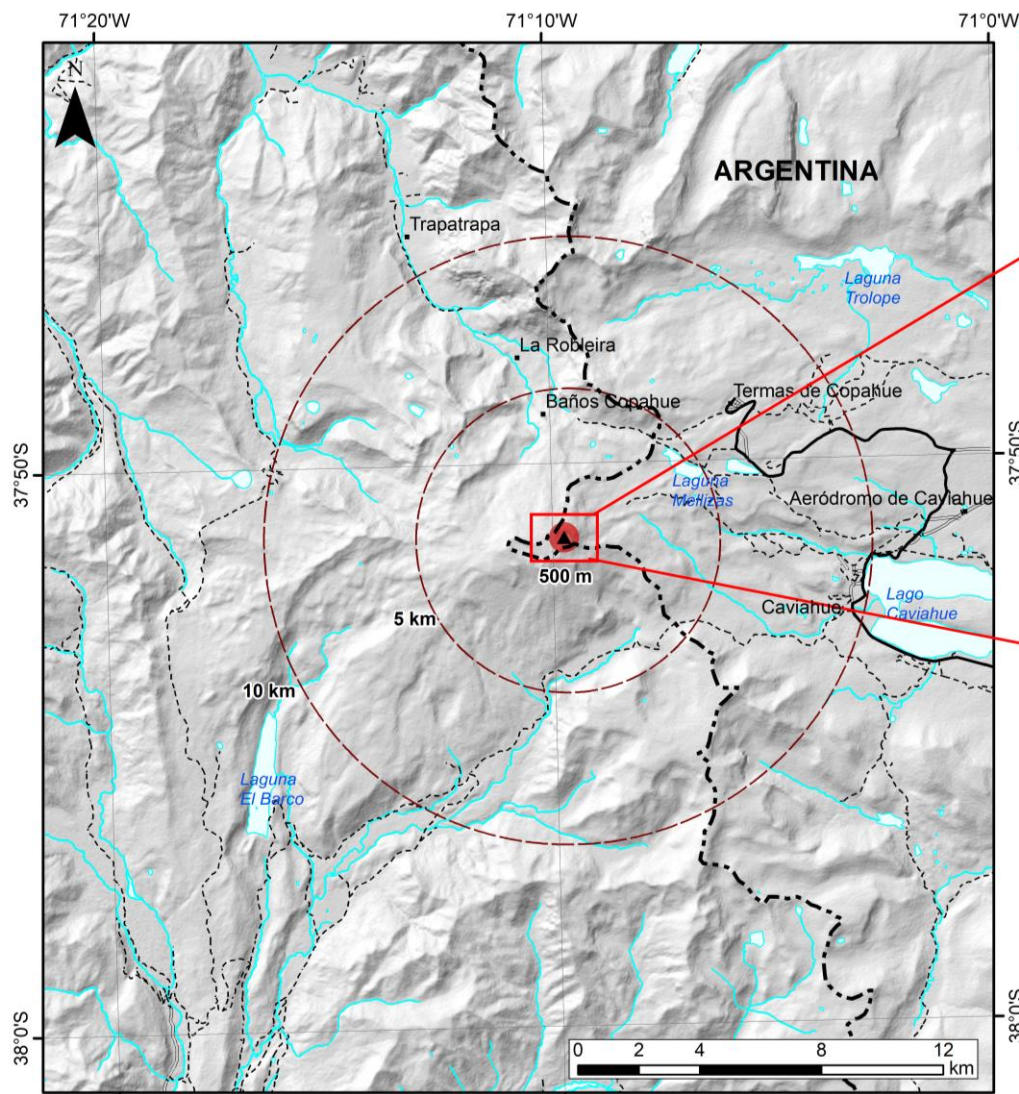 71°20'W
71°10'W
71°0'W
N
ARGENTINA
Trapatrapa
Laguna
Trolope
La Robleira
Termas de Copahue
Baños Copahue
37°50'S
37°50'S
Laguna
Mellizas
Aeródromo de Caviahue
500 m
Caviahue
Lago
Caviahue
5 km
10 km
Laguna
El Barco
38°0'S
38°0'S
0 2 4 8 12
km